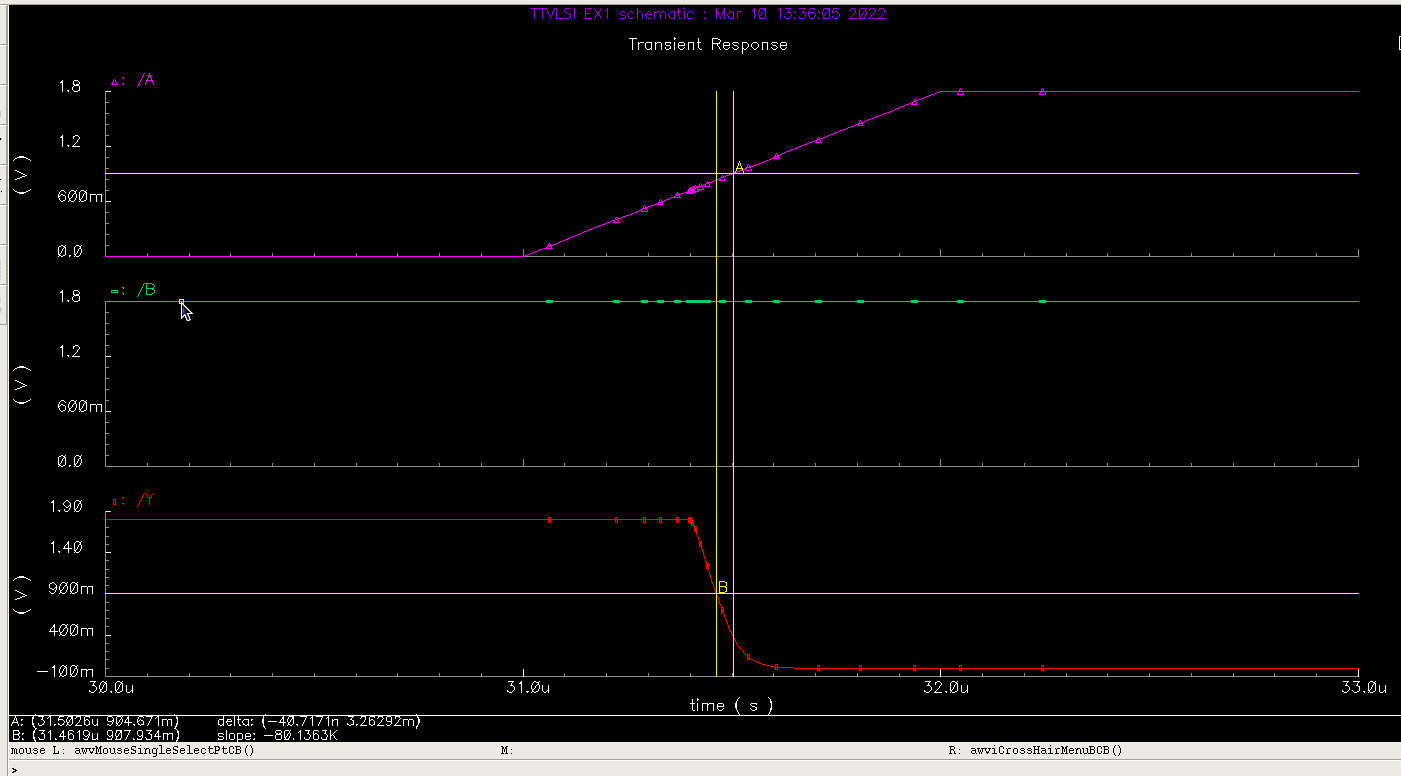 TTVLSI EX1 schematic : Mar 10 13:36:05 2022
Transient Response
△: /A
1.8
1.2
600m
0.0
(V)
A
▭: /B
1.8
1.2
600m
0.0
(V)
▯: /Y
1.90
1.40
900m
400m
-100m
(V)
B
30.0u 31.0u 32.0u 33.0u
time ( s )
A: (31.5026u 904.671m) delta: (-40.7171n 3.26292m)
B: (31.4619u 907.934m) slope: -80.1363K
mouse L: awvMouseSingleSelectPtCB() M: R: awviCrossHairMenuBCB()
>